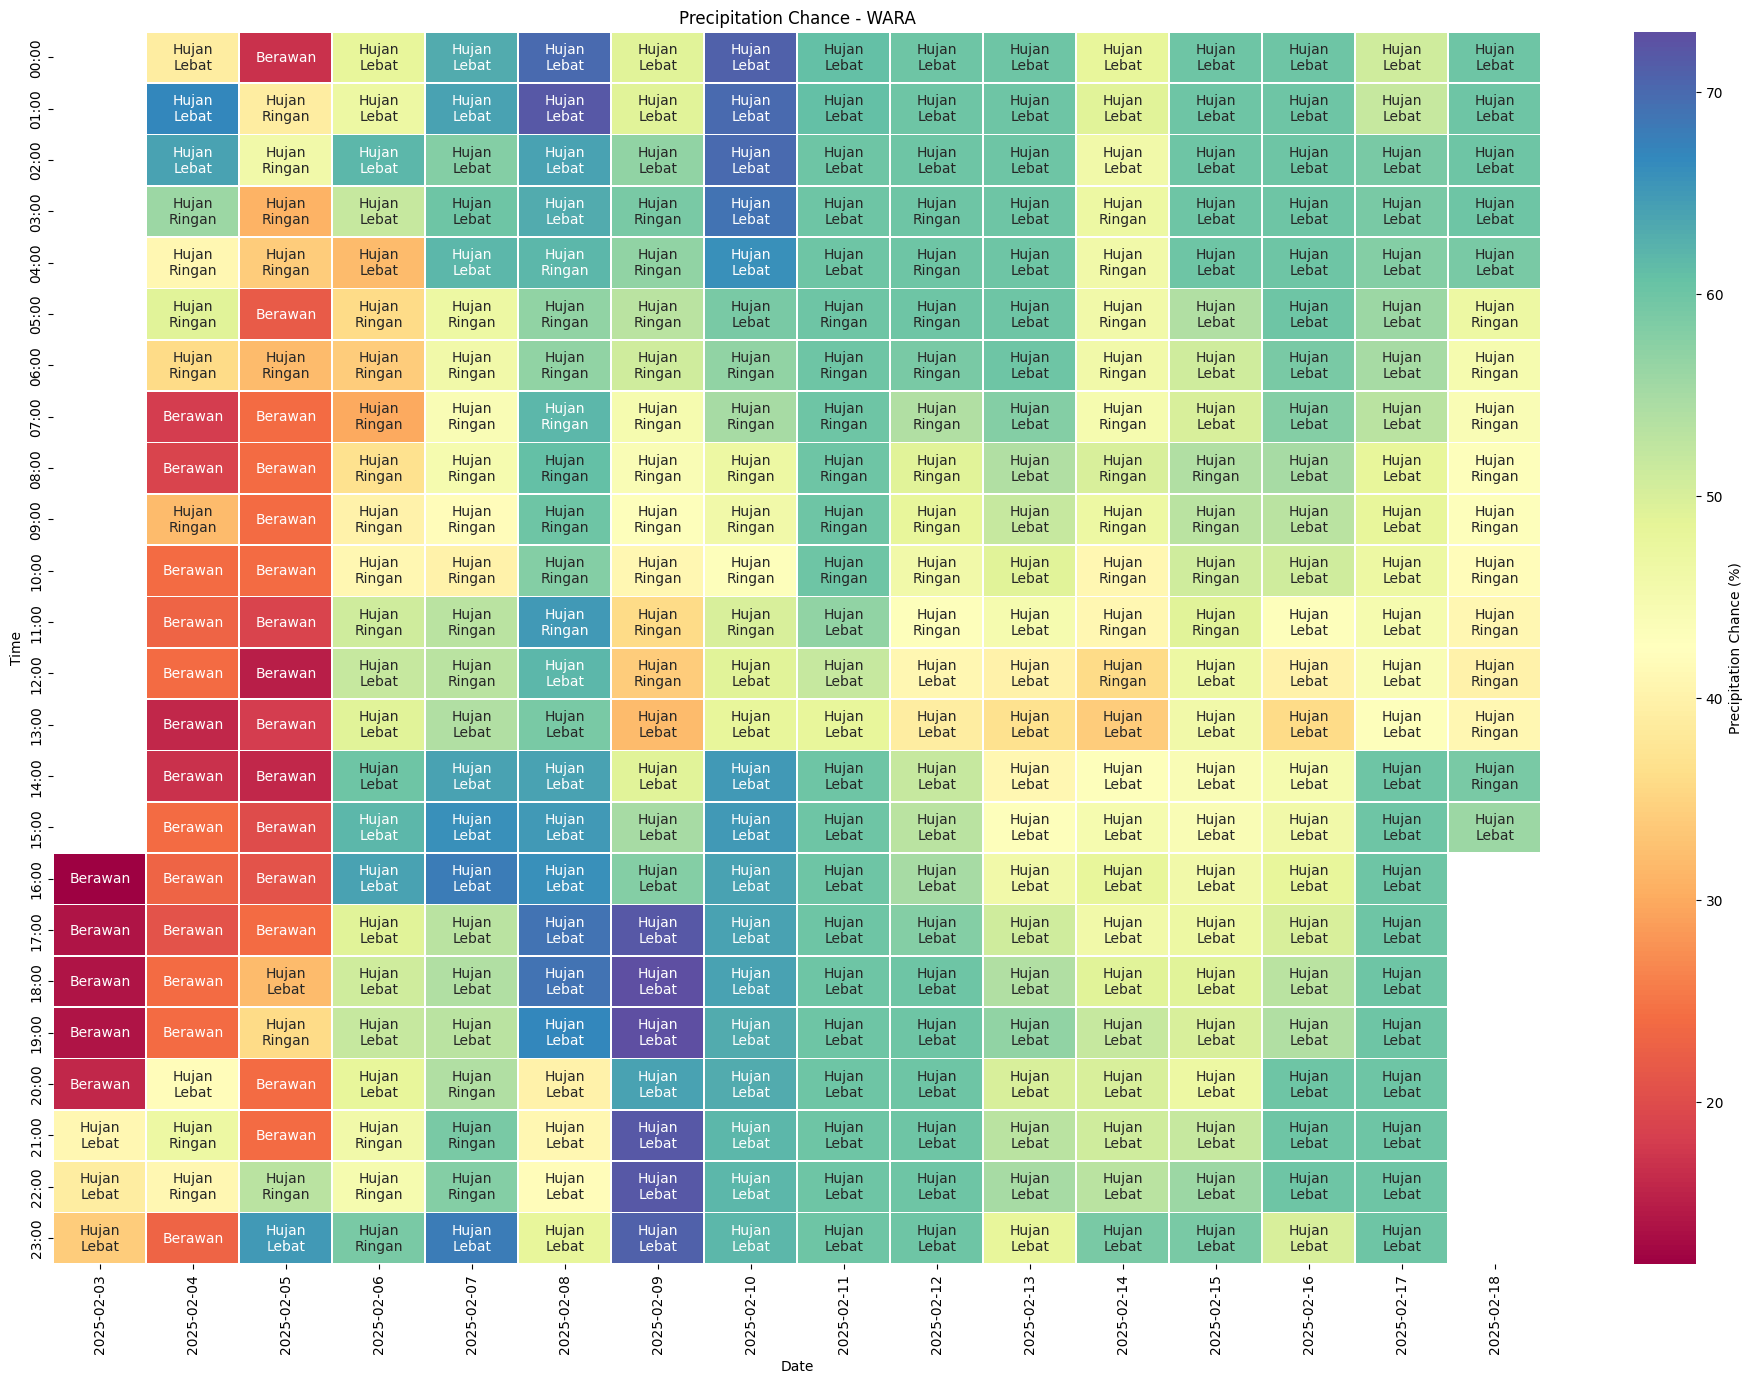 Precipitation Chance - WARA
00:00 Hujan Lebat Berawan Hujan Lebat Hujan Lebat Hujan Lebat Hujan Lebat Hujan Lebat Hujan Lebat Hujan Lebat Hujan Lebat Hujan Lebat Hujan Lebat Hujan Lebat Hujan Lebat Hujan Lebat
01:00 Hujan Lebat Hujan Ringan Hujan Lebat Hujan Lebat Hujan Lebat Hujan Lebat Hujan Lebat Hujan Lebat Hujan Lebat Hujan Lebat Hujan Lebat Hujan Lebat Hujan Lebat Hujan Lebat Hujan Lebat
02:00 Hujan Lebat Hujan Ringan Hujan Lebat Hujan Lebat Hujan Lebat Hujan Lebat Hujan Lebat Hujan Lebat Hujan Lebat Hujan Lebat Hujan Lebat Hujan Lebat Hujan Lebat Hujan Lebat Hujan Lebat
03:00 Hujan Ringan Hujan Ringan Hujan Lebat Hujan Lebat Hujan Lebat Hujan Ringan Hujan Lebat Hujan Lebat Hujan Ringan Hujan Lebat Hujan Ringan Hujan Lebat Hujan Lebat Hujan Lebat Hujan Lebat
04:00 Hujan Ringan Hujan Ringan Hujan Lebat Hujan Lebat Hujan Ringan Hujan Ringan Hujan Lebat Hujan Lebat Hujan Ringan Hujan Lebat Hujan Ringan Hujan Lebat Hujan Lebat Hujan Lebat Hujan Lebat
05:00 Hujan Ringan Berawan Hujan Ringan Hujan Ringan Hujan Ringan Hujan Ringan Hujan Lebat Hujan Ringan Hujan Ringan Hujan Lebat Hujan Ringan Hujan Lebat Hujan Lebat Hujan Lebat Hujan Ringan
06:00 Hujan Ringan Hujan Ringan Hujan Ringan Hujan Ringan Hujan Ringan Hujan Ringan Hujan Ringan Hujan Ringan Hujan Ringan Hujan Lebat Hujan Ringan Hujan Lebat Hujan Lebat Hujan Lebat Hujan Ringan
07:00 Berawan Berawan Hujan Ringan Hujan Ringan Hujan Ringan Hujan Ringan Hujan Ringan Hujan Ringan Hujan Ringan Hujan Lebat Hujan Ringan Hujan Lebat Hujan Lebat Hujan Lebat Hujan Ringan
08:00 Berawan Berawan Hujan Ringan Hujan Ringan Hujan Ringan Hujan Ringan Hujan Ringan Hujan Ringan Hujan Ringan Hujan Lebat Hujan Ringan Hujan Ringan Hujan Lebat Hujan Lebat Hujan Ringan
09:00 Hujan Ringan Berawan Hujan Ringan Hujan Ringan Hujan Ringan Hujan Ringan Hujan Ringan Hujan Ringan Hujan Ringan Hujan Lebat Hujan Ringan Hujan Ringan Hujan Lebat Hujan Lebat Hujan Ringan
10:00 Berawan Berawan Hujan Ringan Hujan Ringan Hujan Ringan Hujan Ringan Hujan Ringan Hujan Ringan Hujan Ringan Hujan Lebat Hujan Ringan Hujan Ringan Hujan Lebat Hujan Lebat Hujan Ringan
11:00 Berawan Berawan Hujan Ringan Hujan Ringan Hujan Ringan Hujan Ringan Hujan Ringan Hujan Lebat Hujan Ringan Hujan Lebat Hujan Ringan Hujan Ringan Hujan Lebat Hujan Lebat Hujan Ringan
12:00 Berawan Berawan Hujan Lebat Hujan Ringan Hujan Lebat Hujan Ringan Hujan Lebat Hujan Lebat Hujan Lebat Hujan Lebat Hujan Ringan Hujan Lebat Hujan Lebat Hujan Lebat Hujan Ringan
13:00 Berawan Berawan Hujan Lebat Hujan Lebat Hujan Lebat Hujan Lebat Hujan Lebat Hujan Lebat Hujan Lebat Hujan Lebat Hujan Lebat Hujan Lebat Hujan Lebat Hujan Lebat Hujan Ringan
14:00 Berawan Berawan Hujan Lebat Hujan Lebat Hujan Lebat Hujan Lebat Hujan Lebat Hujan Lebat Hujan Lebat Hujan Lebat Hujan Lebat Hujan Lebat Hujan Lebat Hujan Lebat Hujan Ringan
15:00 Berawan Berawan Hujan Lebat Hujan Lebat Hujan Lebat Hujan Lebat Hujan Lebat Hujan Lebat Hujan Lebat Hujan Lebat Hujan Lebat Hujan Lebat Hujan Lebat Hujan Lebat Hujan Lebat
16:00 Berawan Berawan Berawan Hujan Lebat Hujan Lebat Hujan Lebat Hujan Lebat Hujan Lebat Hujan Lebat Hujan Lebat Hujan Lebat Hujan Lebat Hujan Lebat Hujan Lebat Hujan Lebat
17:00 Berawan Berawan Berawan Hujan Lebat Hujan Lebat Hujan Lebat Hujan Lebat Hujan Lebat Hujan Lebat Hujan Lebat Hujan Lebat Hujan Lebat Hujan Lebat Hujan Lebat Hujan Lebat
18:00 Berawan Berawan Hujan Lebat Hujan Lebat Hujan Lebat Hujan Lebat Hujan Lebat Hujan Lebat Hujan Lebat Hujan Lebat Hujan Lebat Hujan Lebat Hujan Lebat Hujan Lebat Hujan Lebat
19:00 Berawan Berawan Hujan Ringan Hujan Lebat Hujan Lebat Hujan Lebat Hujan Lebat Hujan Lebat Hujan Lebat Hujan Lebat Hujan Lebat Hujan Lebat Hujan Lebat Hujan Lebat Hujan Lebat
20:00 Berawan Hujan Lebat Berawan Hujan Lebat Hujan Ringan Hujan Lebat Hujan Lebat Hujan Lebat Hujan Lebat Hujan Lebat Hujan Lebat Hujan Lebat Hujan Lebat Hujan Lebat Hujan Lebat
21:00 Hujan Lebat Hujan Ringan Berawan Hujan Ringan Hujan Ringan Hujan Lebat Hujan Lebat Hujan Lebat Hujan Lebat Hujan Lebat Hujan Lebat Hujan Lebat Hujan Lebat Hujan Lebat Hujan Lebat
22:00 Hujan Lebat Hujan Ringan Hujan Ringan Hujan Ringan Hujan Ringan Hujan Lebat Hujan Lebat Hujan Lebat Hujan Lebat Hujan Lebat Hujan Lebat Hujan Lebat Hujan Lebat Hujan Lebat Hujan Lebat
23:00 Hujan Lebat Berawan Hujan Lebat Hujan Ringan Hujan Lebat Hujan Lebat Hujan Lebat Hujan Lebat Hujan Lebat Hujan Lebat Hujan Lebat Hujan Lebat Hujan Lebat Hujan Lebat Hujan Lebat
Time
2025-02-03 2025-02-04 2025-02-05 2025-02-06 2025-02-07 2025-02-08 2025-02-09 2025-02-10 2025-02-11 2025-02-12 2025-02-13 2025-02-14 2025-02-15 2025-02-16 2025-02-17 2025-02-18
Date
70
60
50
40
30
20
Precipitation Chance (%)